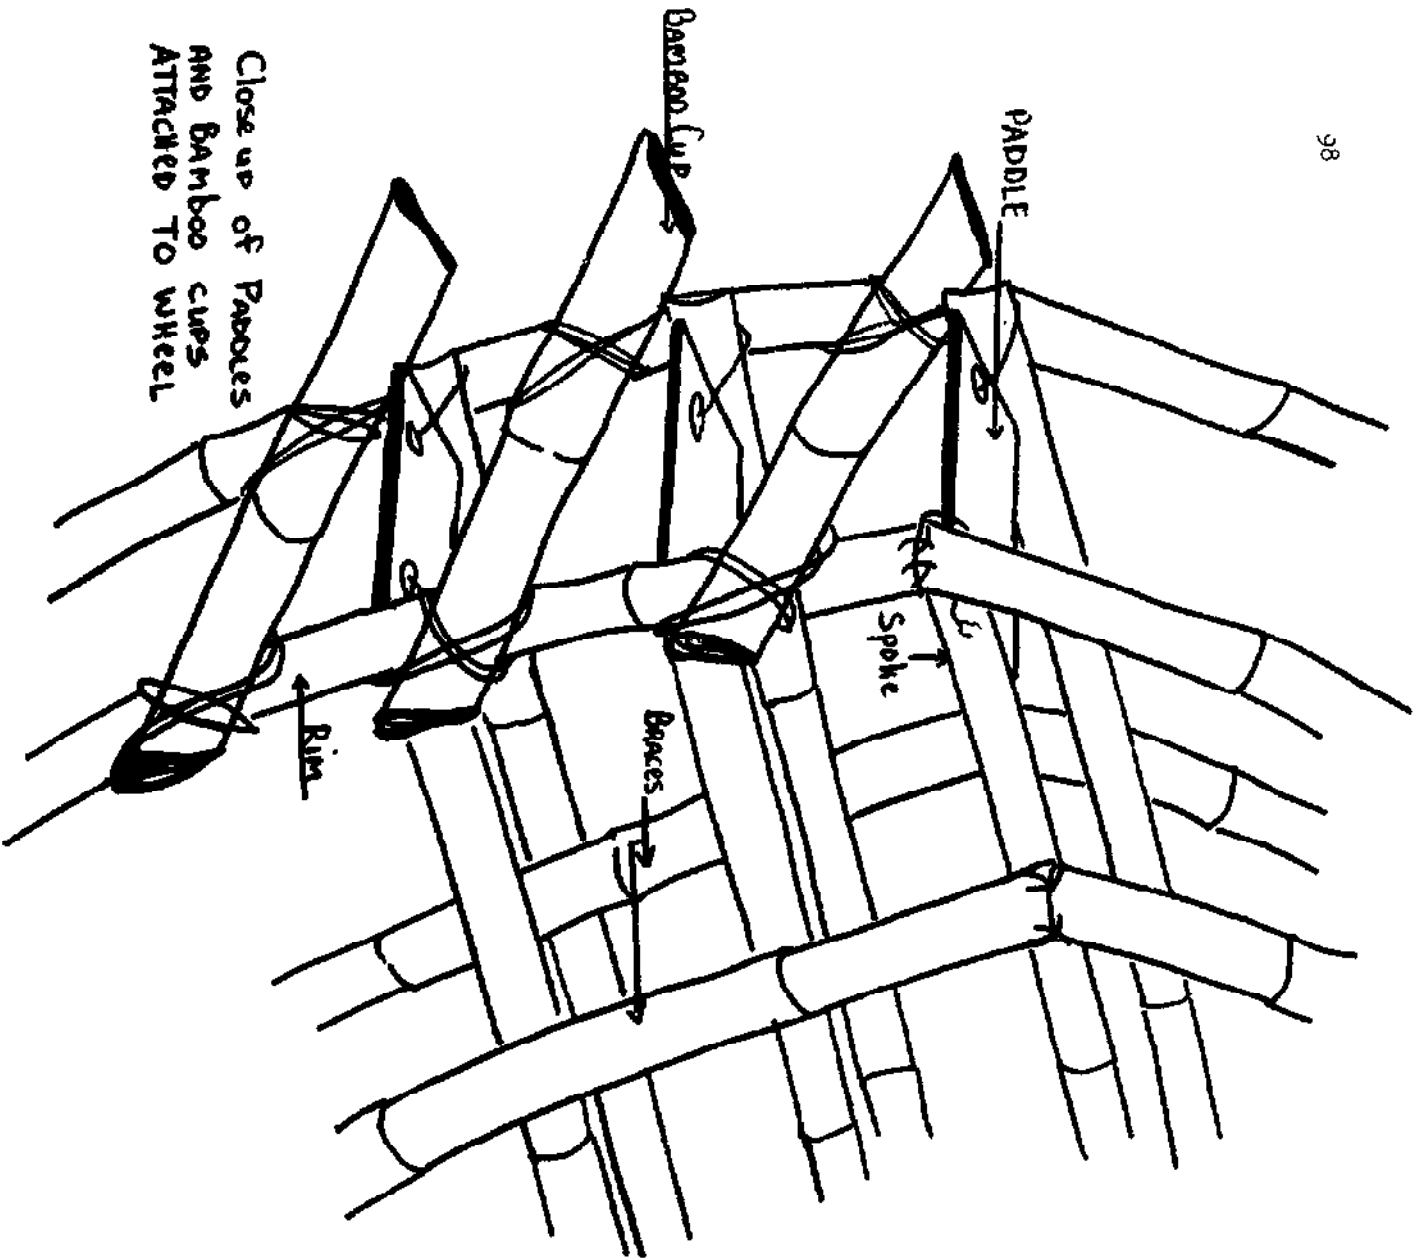 98
PADDLE
BAMBOO CUP
Spoke
BRACES
Rim
Close up of PADDLES
AND BAMboo CUPS
ATTACHED TO WHEEL